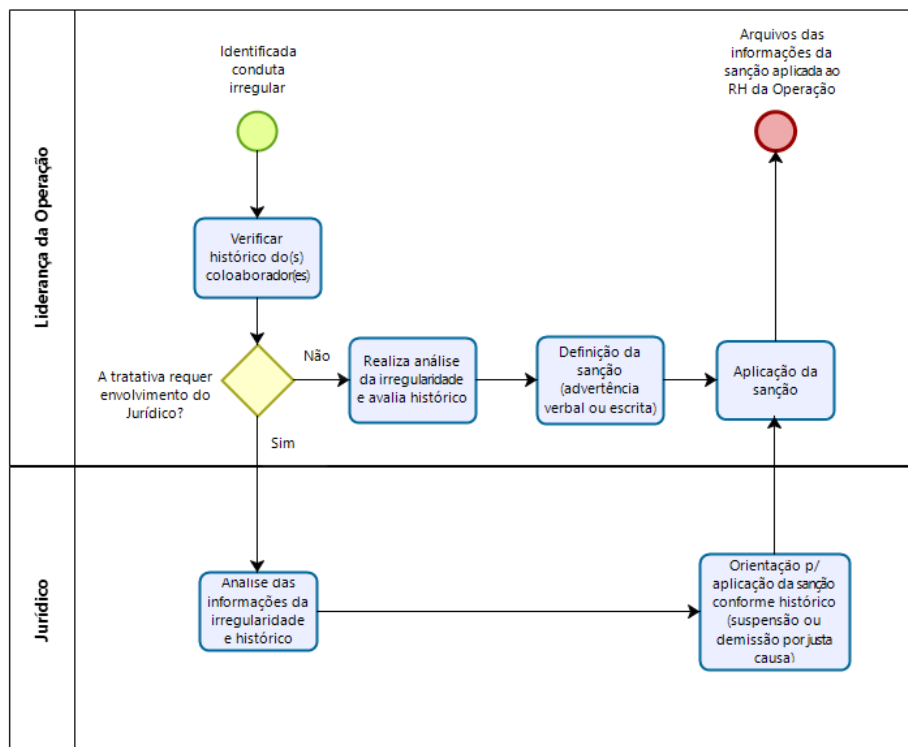 Liderança da Operação
Identificada
conduta
irregular
Arquivos das
informações da
sanção aplicada ao
RH da Operação
Verificar
histórico do(s)
coloaborador(es)
A tratativa requer
envolvimento do
Jurídico?
Não
Sim
Realiza análise
da irregularidade
e avalia histórico
Definição da
sanção
(advertência
verbal ou escrita)
Aplicação da
sanção
Jurídico
Análise das
informações da
irregularidade
e histórico
Orientação p/
aplicação da sanção
conforme histórico
(suspensão ou
demissão por justa
causa)